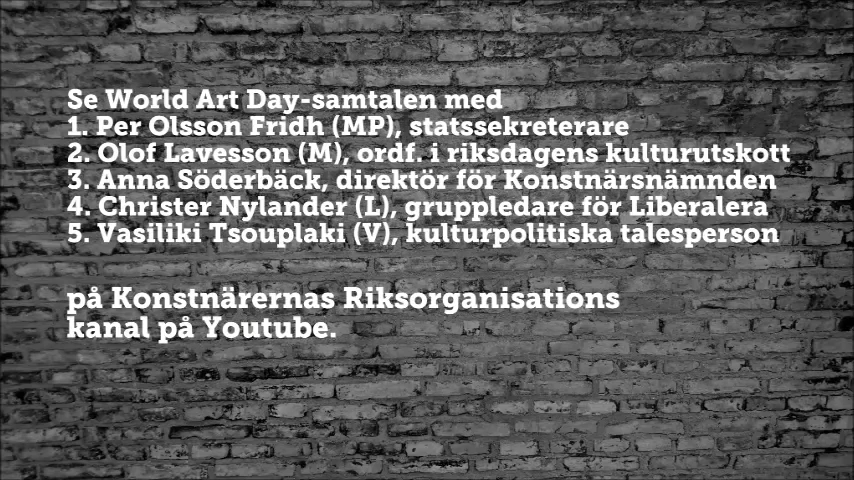 Se World Art Day-samtalen med
1. Per Olsson Fridh (MP), statssekreterare
2. Olof Lavesson (M), ordf. i riksdagens kulturutskott
3. Anna Söderbäck, direktör för Konstnärsnämnden
4. Christer Nylander (L), gruppledare för Liberalera
5. Vasiliki Tsouplaki (V), kulturpolitiska talesperson
på Konstnärernas Riksorganisations
kanal på Youtube.